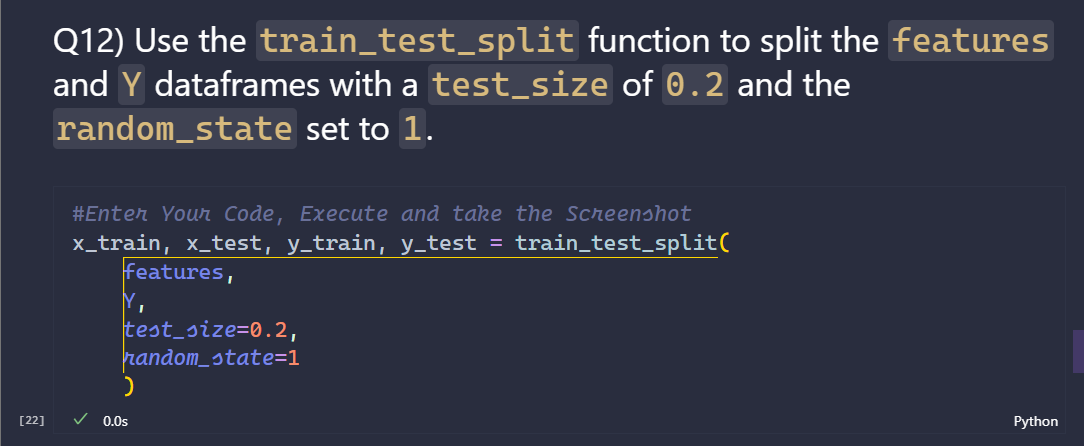 Q12) Use the train_test_split function to split the features
and Y dataframes with a test_size of 0.2 and the
random_state set to 1.
#Enter Your Code, Execute and take the Screenshot
x_train, x_test, y_train, y_test = train_test_split(
features,
Y,
test_size=0.2,
random_state=1
)
[22] ✓ 0.0s Python